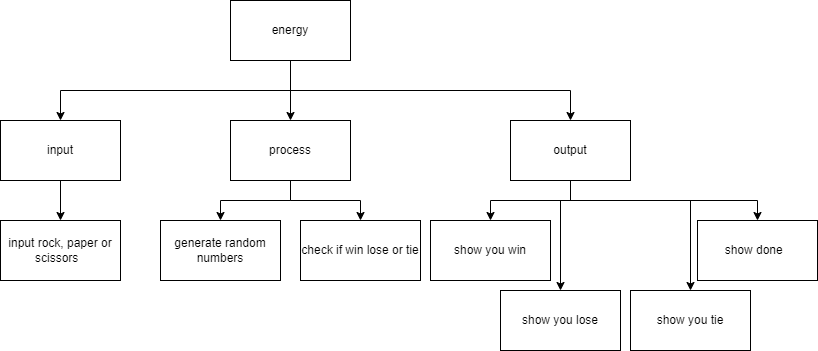 energy
input
process
output
input rock, paper or
scissors
generate random
numbers
check if win lose or tie
show you win
show done
show you lose
show you tie